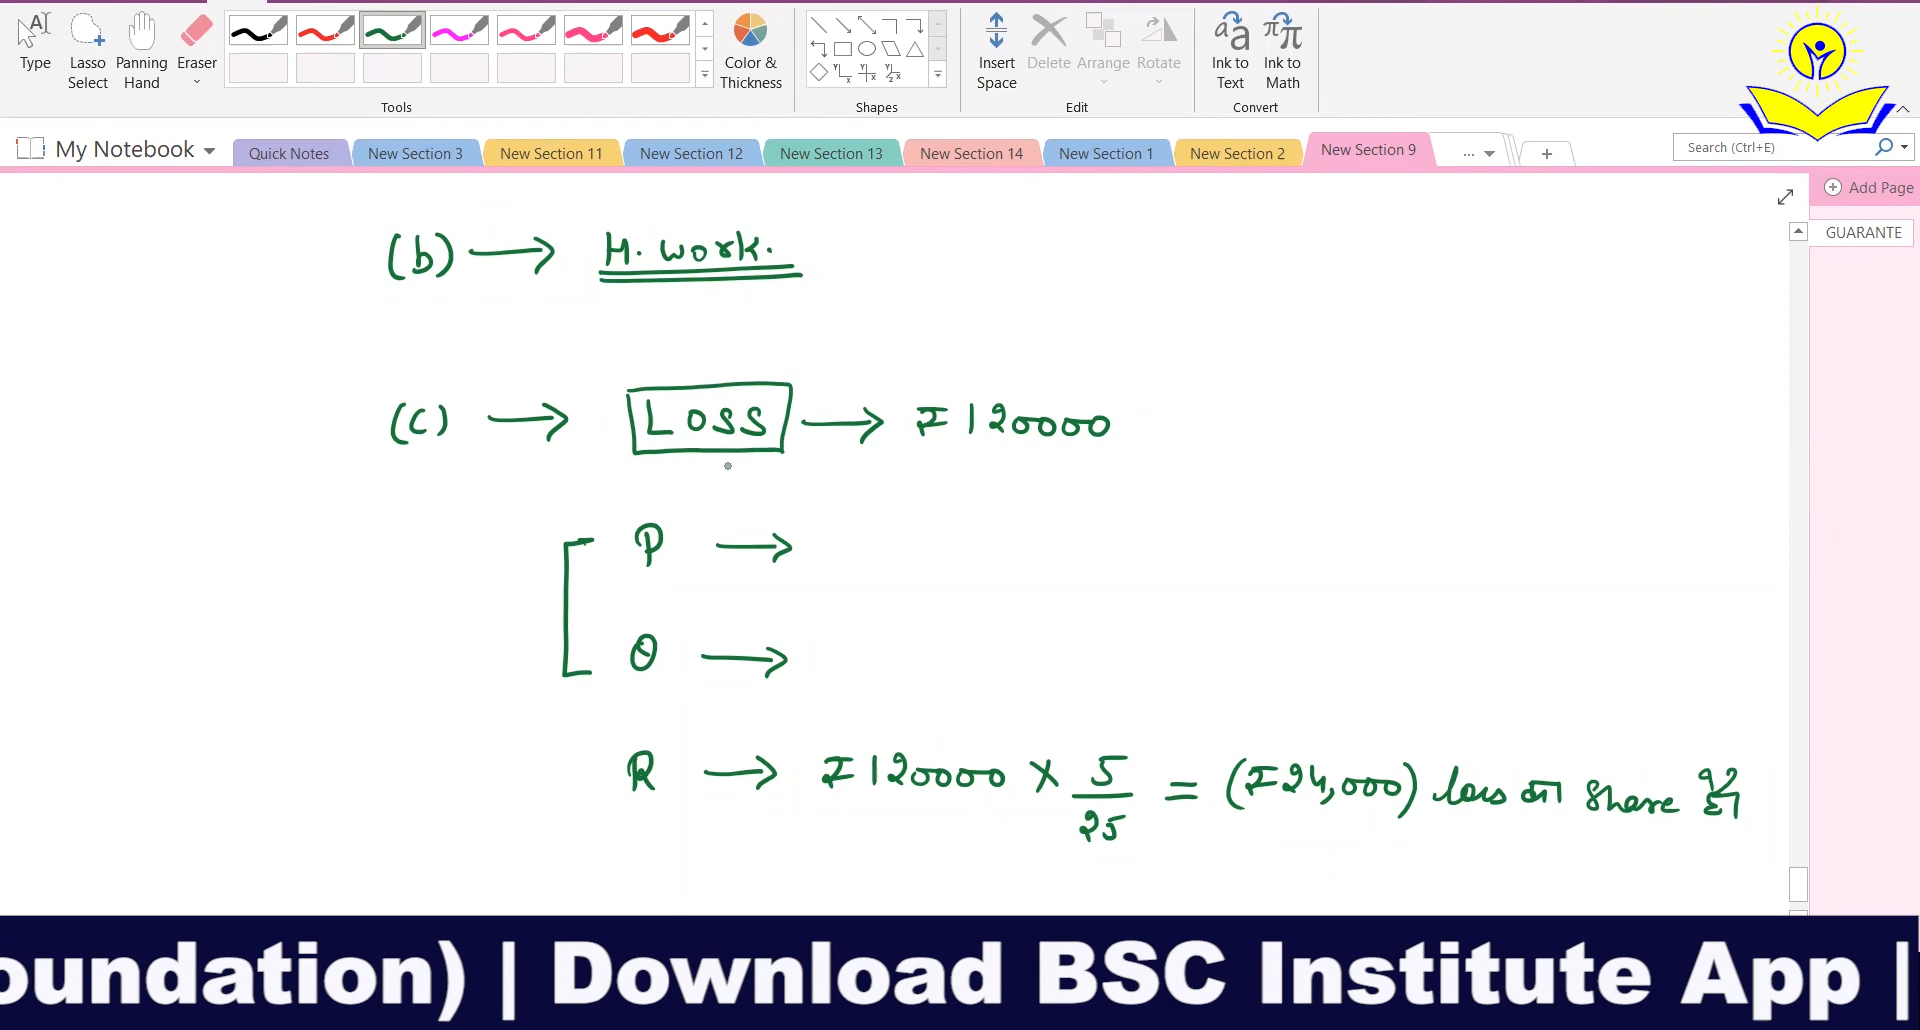 Type
Lasso Select
Panning Hand
Eraser
Color & Thickness
Insert Space
Delete
Arrange
Rotate
Ink to Text
Ink to Math
Tools
Shapes
Edit
Convert
My Notebook
Quick Notes
New Section 3
New Section 11
New Section 12
New Section 13
New Section 14
New Section 1
New Section 2
New Section 9
...
+
Search (Ctrl+E)
Add Page
GUARANTE
(b) → H. work.
(C) → LOSS → ₹120000
P →
Q →
R → ₹120000 × 5/25 = (₹24,000) loss का share
oundation) | Download BSC Institute App |